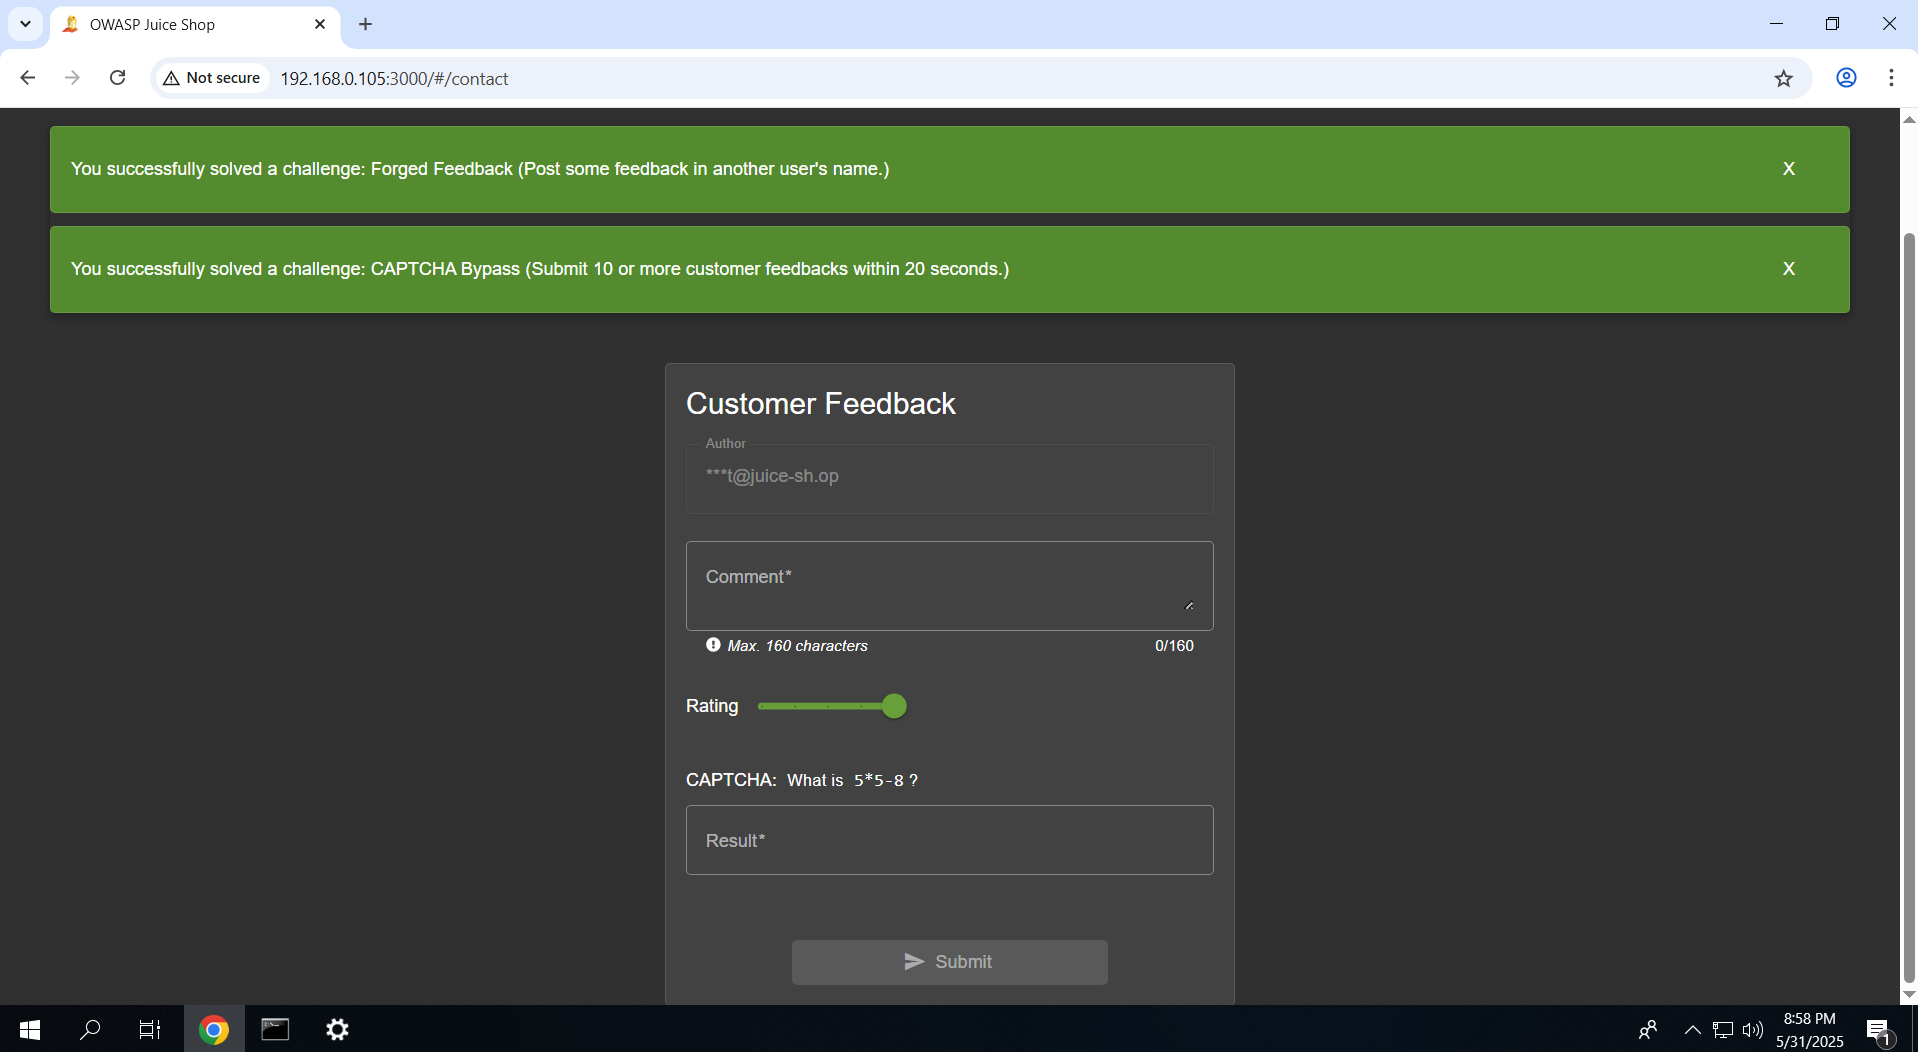 OWASP Juice Shop
Not secure 192.168.0.105:3000/#/contact
You successfully solved a challenge: Forged Feedback (Post some feedback in another user's name.) X
You successfully solved a challenge: CAPTCHA Bypass (Submit 10 or more customer feedbacks within 20 seconds.) X
Customer Feedback
Author
***t@juice-sh.op
Comment*
Max. 160 characters 0/160
Rating
CAPTCHA: What is 5*5-8 ?
Result*
Submit
8:58 PM
5/31/2025
1